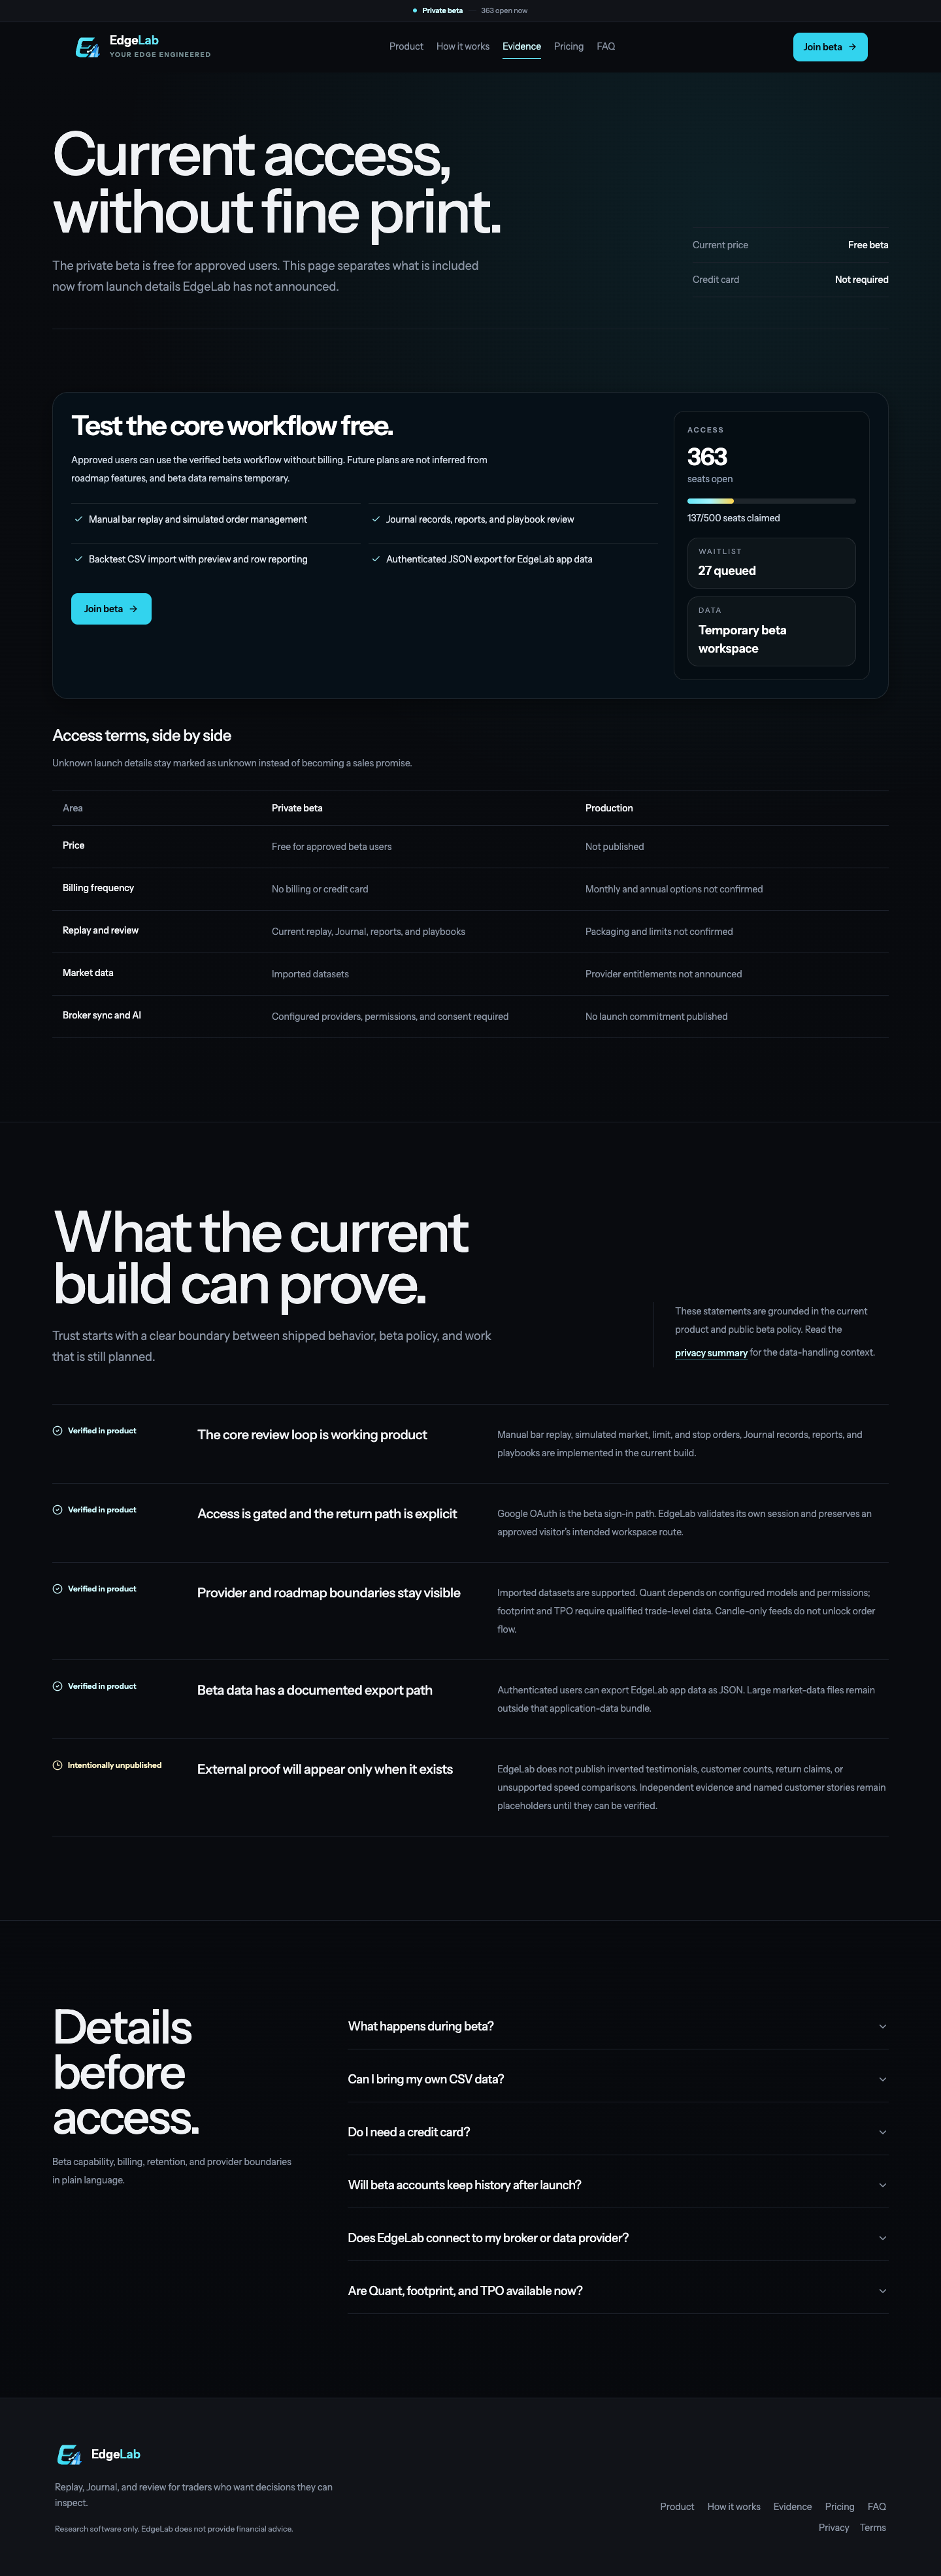 Private beta — 363 open now
EdgeLab
YOUR EDGE ENGINEERED
Product How it works Evidence Pricing FAQ
Join beta →
Current access,
without fine print.
The private beta is free for approved users. This page separates what is included
now from launch details EdgeLab has not announced.
Current price Free beta
Credit card Not required
Test the core workflow free.
Approved users can use the verified beta workflow without billing. Future plans are not inferred from
roadmap features, and beta data remains temporary.
Manual bar replay and simulated order management
Journal records, reports, and playbook review
Backtest CSV import with preview and row reporting
Authenticated JSON export for EdgeLab app data
Join beta →
ACCESS
363
seats open
137/500 seats claimed
WAITLIST
27 queued
DATA
Temporary beta
workspace
Access terms, side by side
Unknown launch details stay marked as unknown instead of becoming a sales promise.
Area Private beta Production
Price Free for approved beta users Not published
Billing frequency No billing or credit card Monthly and annual options not confirmed
Replay and review Current replay, Journal, reports, and playbooks Packaging and limits not confirmed
Market data Imported datasets Provider entitlements not announced
Broker sync and AI Configured providers, permissions, and consent required No launch commitment published
What the current
build can prove.
Trust starts with a clear boundary between shipped behavior, beta policy, and work
that is still planned.
These statements are grounded in the current
product and public beta policy. Read the
privacy summary for the data-handling context.
Verified in product
The core review loop is working product
Manual bar replay, simulated market, limit, and stop orders, Journal records, reports, and
playbooks are implemented in the current build.
Verified in product
Access is gated and the return path is explicit
Google OAuth is the beta sign-in path. EdgeLab validates its own session and preserves an
approved visitor's intended workspace route.
Verified in product
Provider and roadmap boundaries stay visible
Imported datasets are supported. Quant depends on configured models and permissions;
footprint and TPO require qualified trade-level data. Candle-only feeds do not unlock order
flow.
Verified in product
Beta data has a documented export path
Authenticated users can export EdgeLab app data as JSON. Large market-data files remain
outside that application-data bundle.
Intentionally unpublished
External proof will appear only when it exists
EdgeLab does not publish invented testimonials, customer counts, return claims, or
unsupported speed comparisons. Independent evidence and named customer stories remain
placeholders until they can be verified.
Details
before
access.
Beta capability, billing, retention, and provider boundaries
in plain language.
What happens during beta?
Can I bring my own CSV data?
Do I need a credit card?
Will beta accounts keep history after launch?
Does EdgeLab connect to my broker or data provider?
Are Quant, footprint, and TPO available now?
EdgeLab
Replay, Journal, and review for traders who want decisions they can
inspect.
Research software only. EdgeLab does not provide financial advice.
Product How it works Evidence Pricing FAQ
Privacy Terms